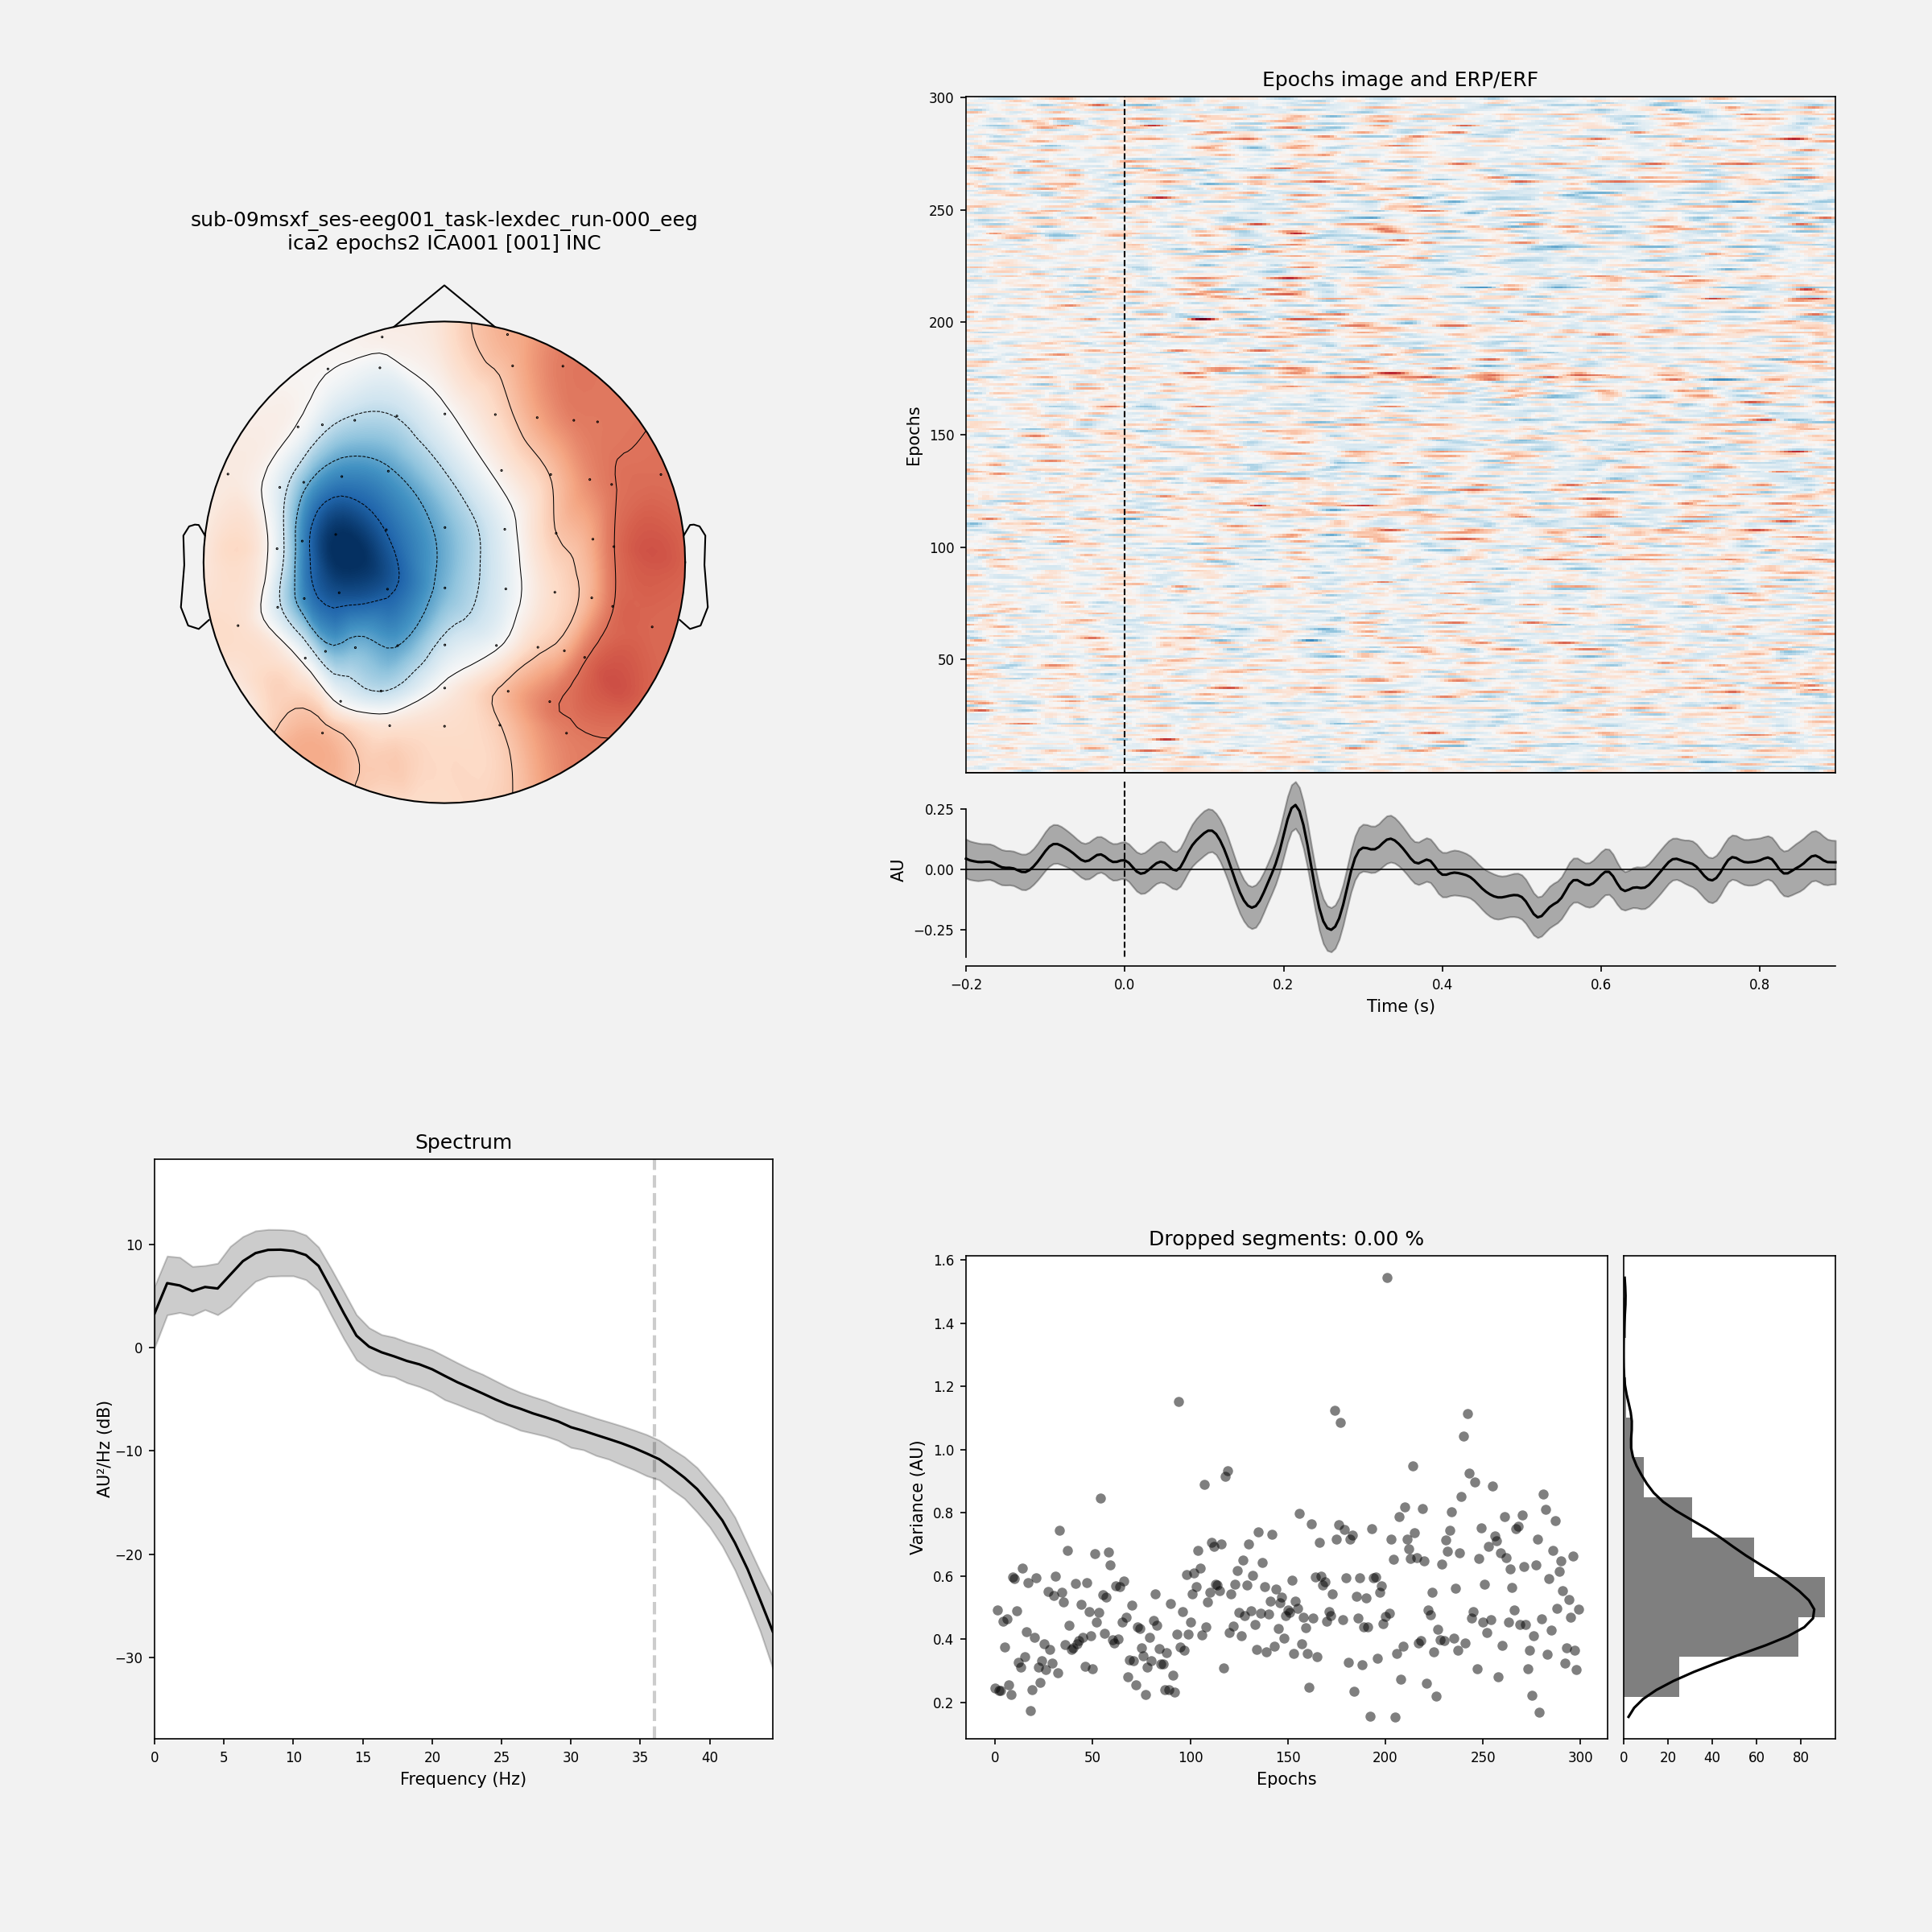 sub-09msxf_ses-eeg001_task-lexdec_run-000_eeg
ica2 epochs2 ICA001 [001] INC
Epochs image and ERP/ERF
300
250
200
150
100
50
Epochs
0.25
0.00
−0.25
AU
−0.2 0.0 0.2 0.4 0.6 0.8
Time (s)
Spectrum
10
0
−10
−20
−30
AU²/Hz (dB)
0 5 10 15 20 25 30 35 40
Frequency (Hz)
Dropped segments: 0.00 %
1.6
1.4
1.2
1.0
0.8
0.6
0.4
0.2
Variance (AU)
0 50 100 150 200 250 300
Epochs
0 20 40 60 80